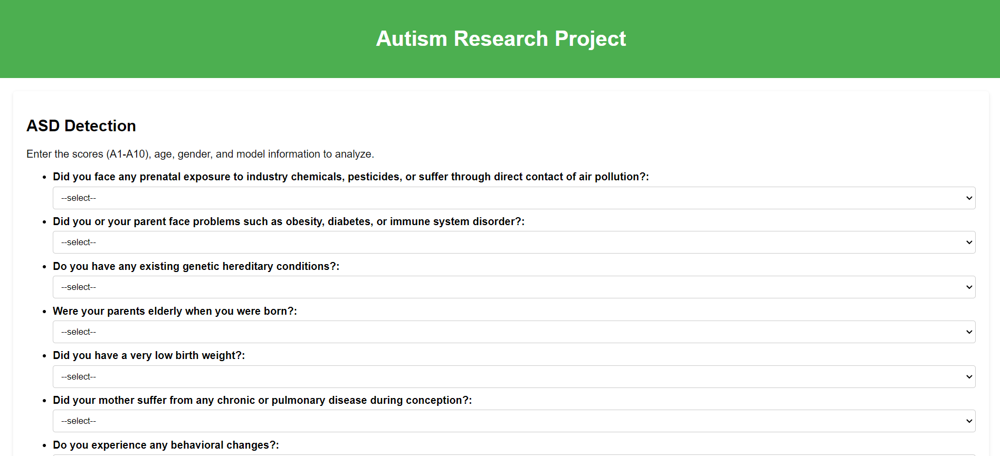 Autism Research Project
ASD Detection
Enter the scores (A1-A10), age, gender, and model information to analyze.
Did you face any prenatal exposure to industry chemicals, pesticides, or suffer through direct contact of air pollution?:
--select--
Did you or your parent face problems such as obesity, diabetes, or immune system disorder?:
--select--
Do you have any existing genetic hereditary conditions?:
--select--
Were your parents elderly when you were born?:
--select--
Did you have a very low birth weight?:
--select--
Did your mother suffer from any chronic or pulmonary disease during conception?:
--select--
Do you experience any behavioral changes?: